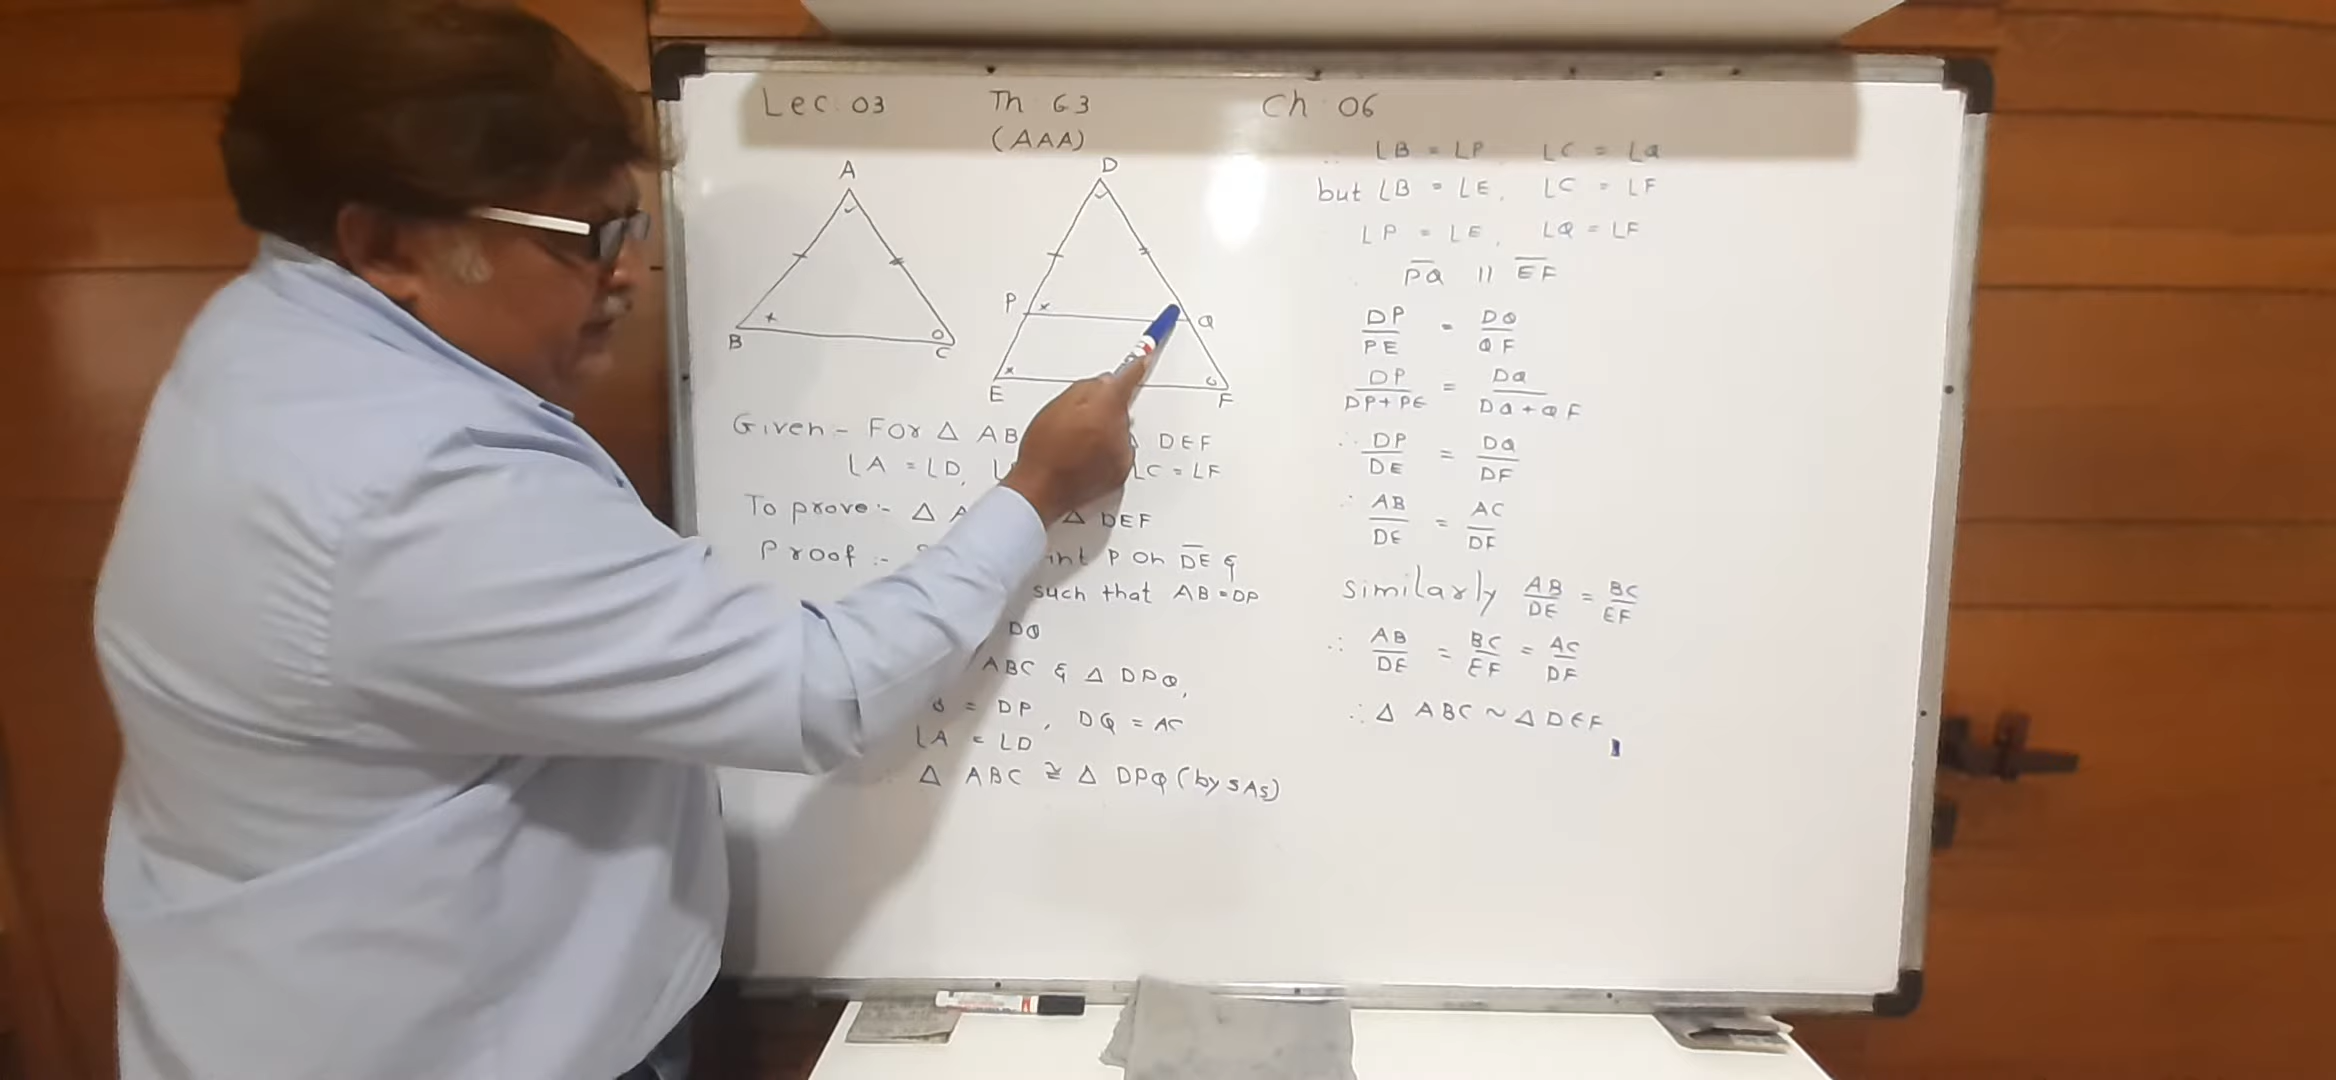 Lec. 03 Th 6.3 Ch 06
(AAA)
A
B
C
D
P
Q
E
F
Given - For △ AB △ DEF
∠A = ∠D, ∠C = ∠F
To prove :- △ A △ DEF
Proof :- P on DE &
such that AB = DP
DQ
ABC & △ DPQ,
= DP, DQ = AC
∠A = ∠D
∴ △ ABC ≅ △ DPQ (by SAS)
∴ ∠B = ∠P, ∠C = ∠Q
but ∠B = ∠E, ∠C = ∠F
∠P = ∠E, ∠Q = ∠F
PQ || EF
DP/PE = DQ/QF
DP/DP+PE = DQ/DQ+QF
∴ DP/DE = DQ/DF
∴ AB/DE = AC/DF
similarly AB/DE = BC/EF
∴ AB/DE = BC/EF = AC/DF
∴ △ ABC ~ △ DEF